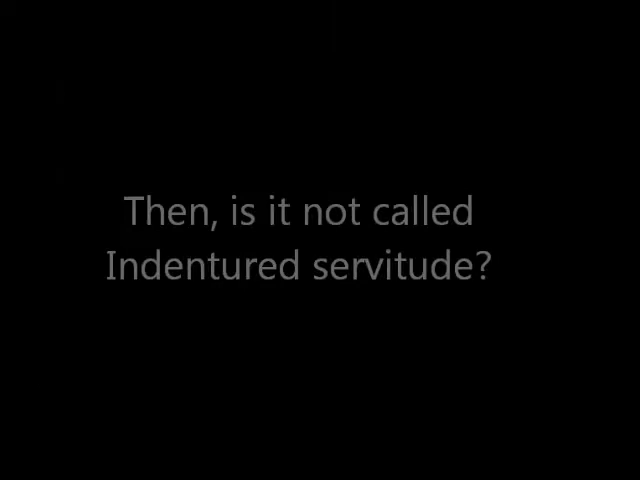 Then, is it not called
Indentured servitude?